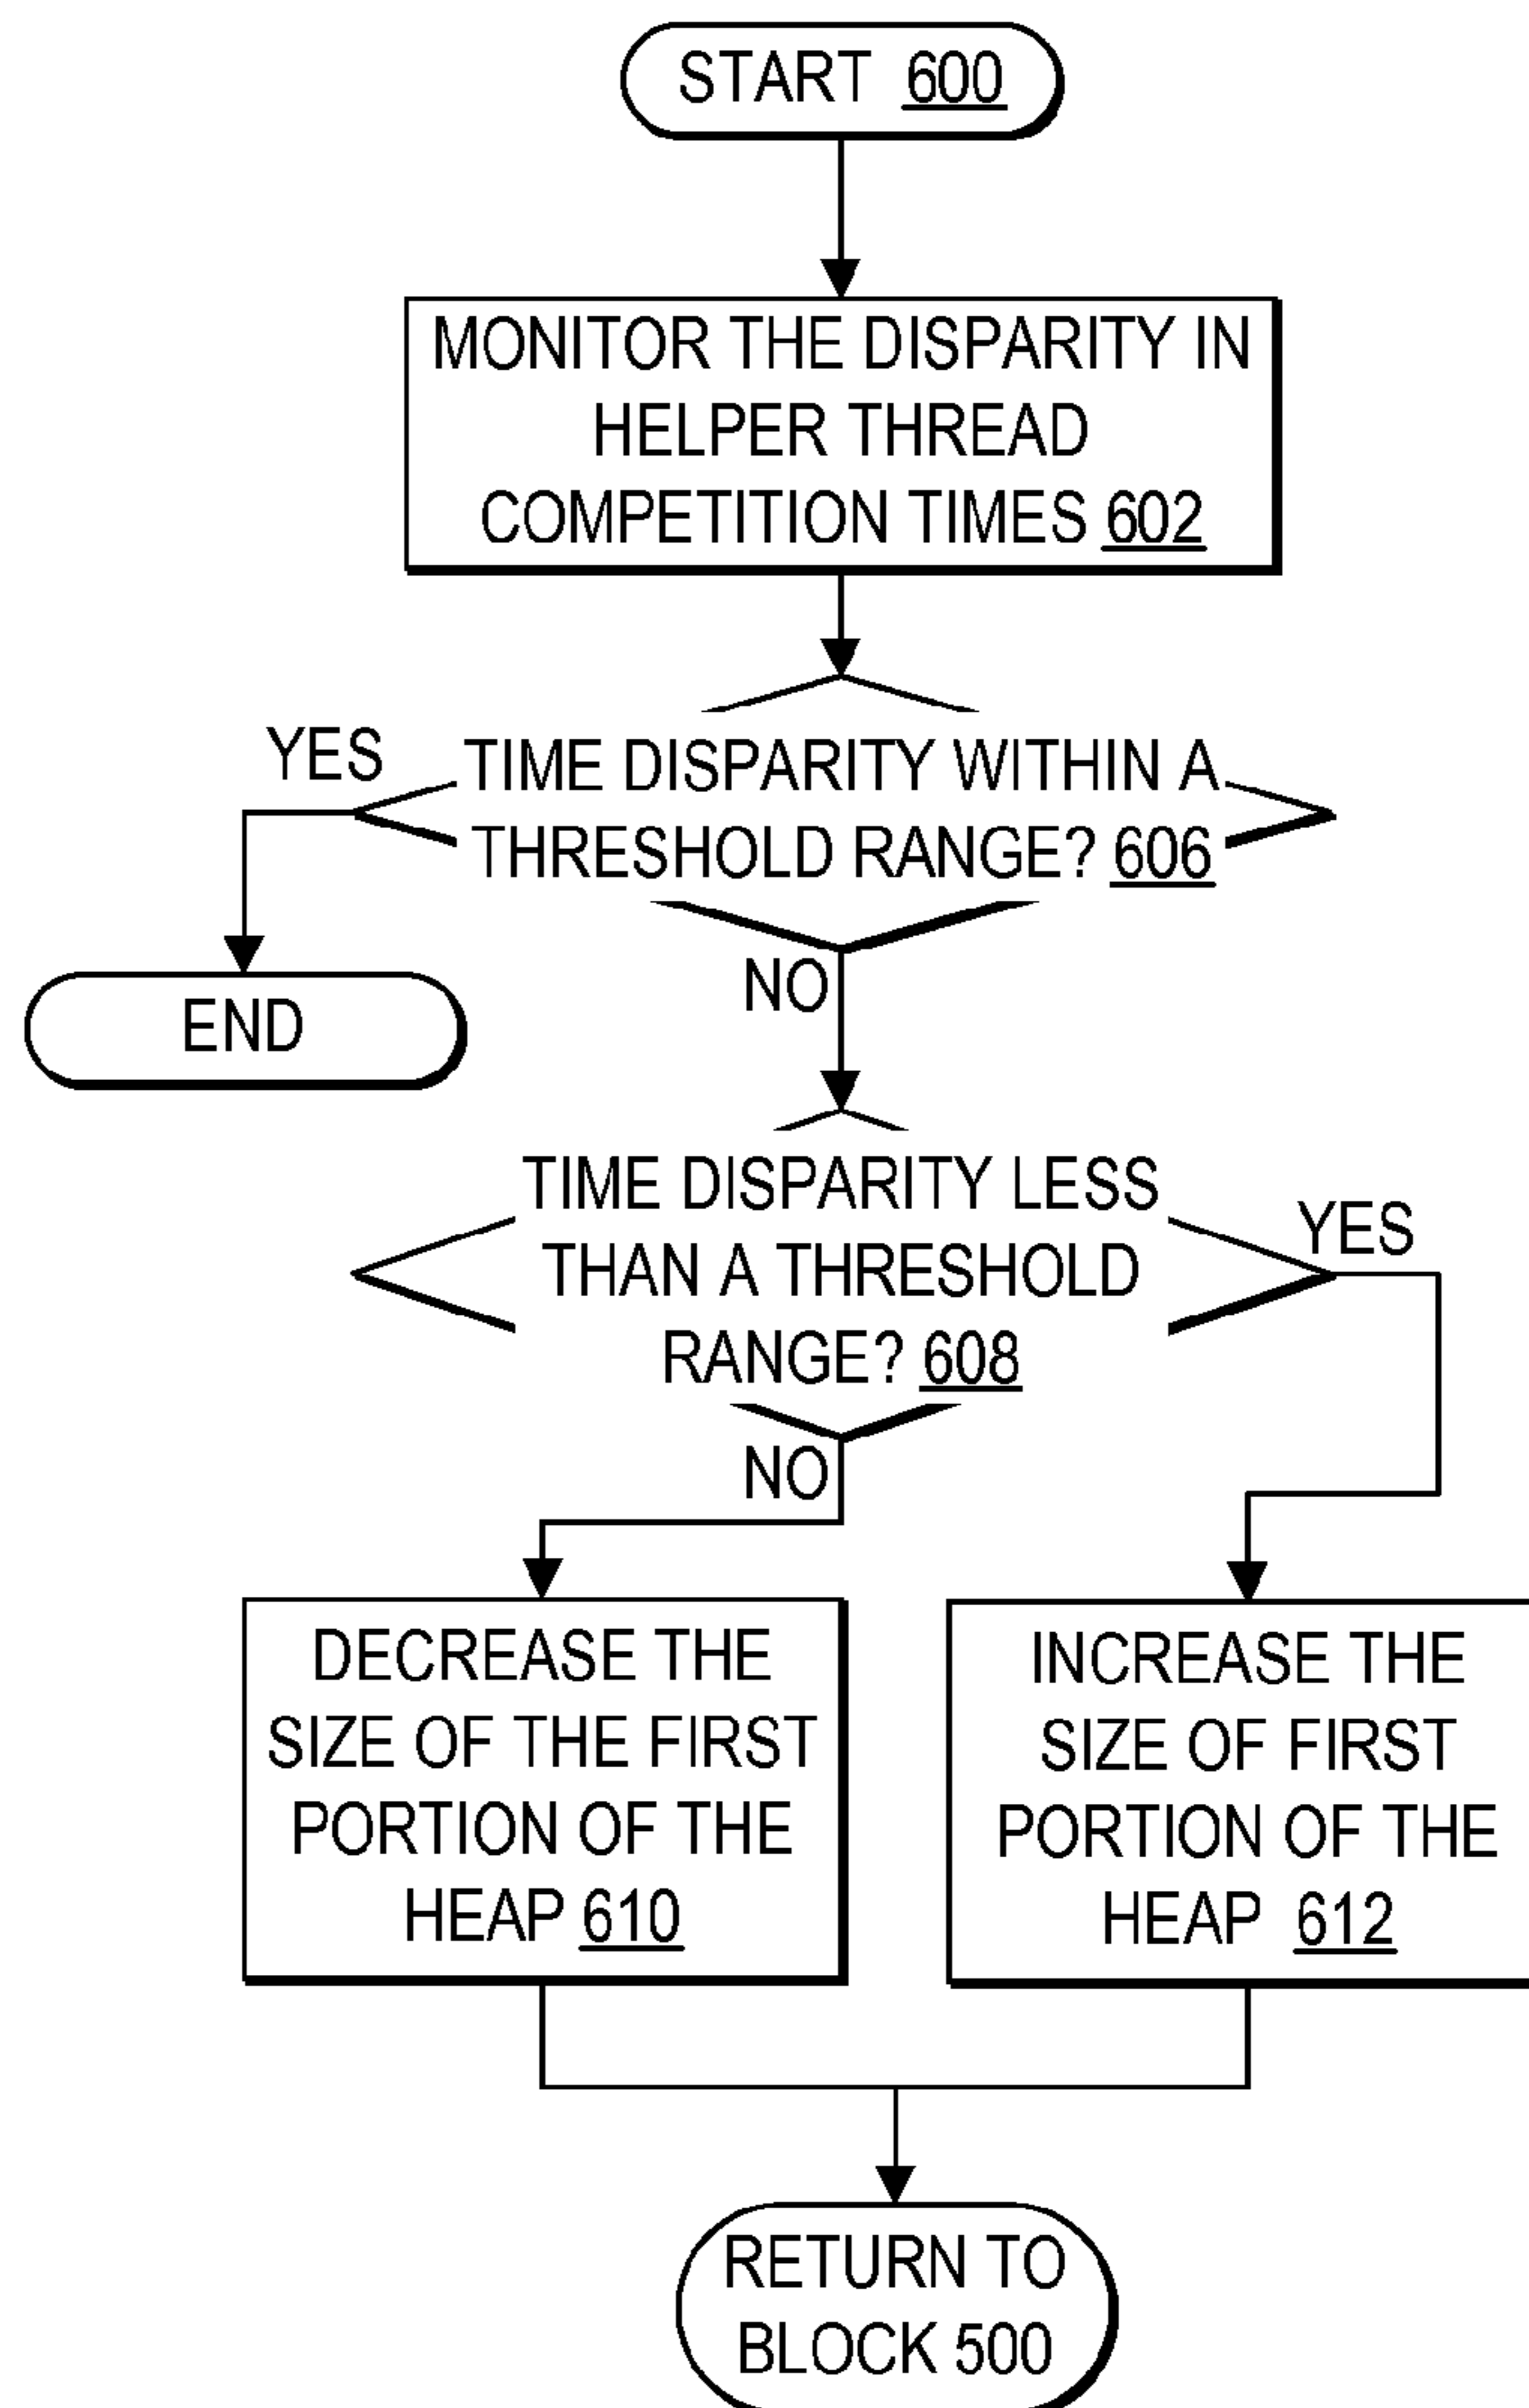 START 600
MONITOR THE DISPARITY IN
HELPER THREAD
COMPETITION TIMES 602
YES
TIME DISPARITY WITHIN A
THRESHOLD RANGE? 606
NO
END
TIME DISPARITY LESS
THAN A THRESHOLD
RANGE? 608
YES
NO
DECREASE THE
SIZE OF THE FIRST
PORTION OF THE
HEAP 610
INCREASE THE
SIZE OF FIRST
PORTION OF THE
HEAP 612
RETURN TO
BLOCK 500